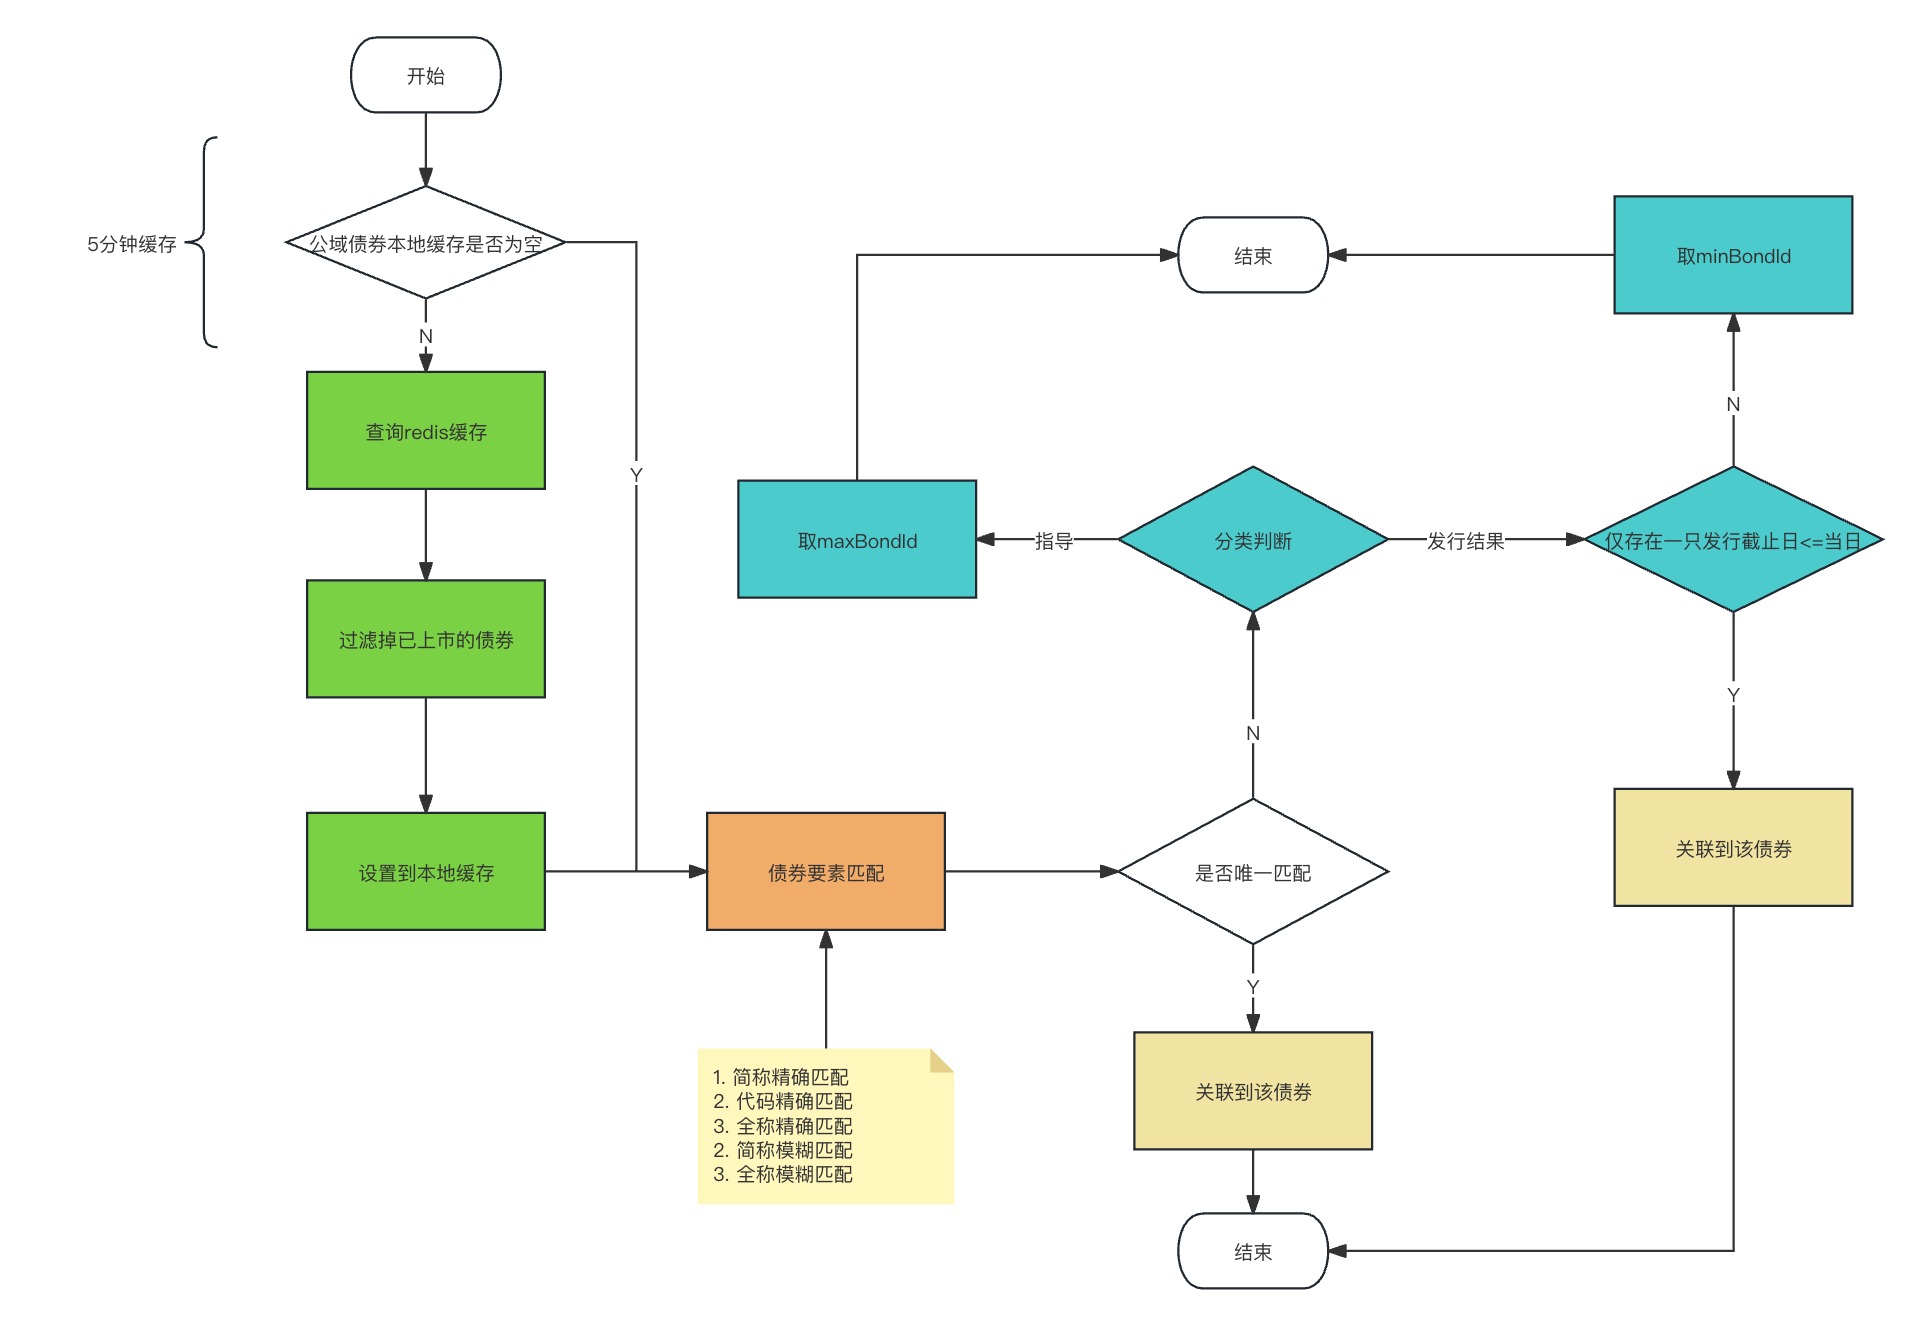 开始
5分钟缓存
公域债券本地缓存是否为空
N
Y
查询redis缓存
过滤掉已上市的债券
设置到本地缓存
债券要素匹配
1. 简称精确匹配
2. 代码精确匹配
3. 全称精确匹配
2. 简称模糊匹配
3. 全称模糊匹配
是否唯一匹配
Y
关联到该债券
结束
N
分类判断
指导
取maxBondId
结束
发行结果
仅存在一只发行截止日<=当日
N
取minBondId
Y
关联到该债券